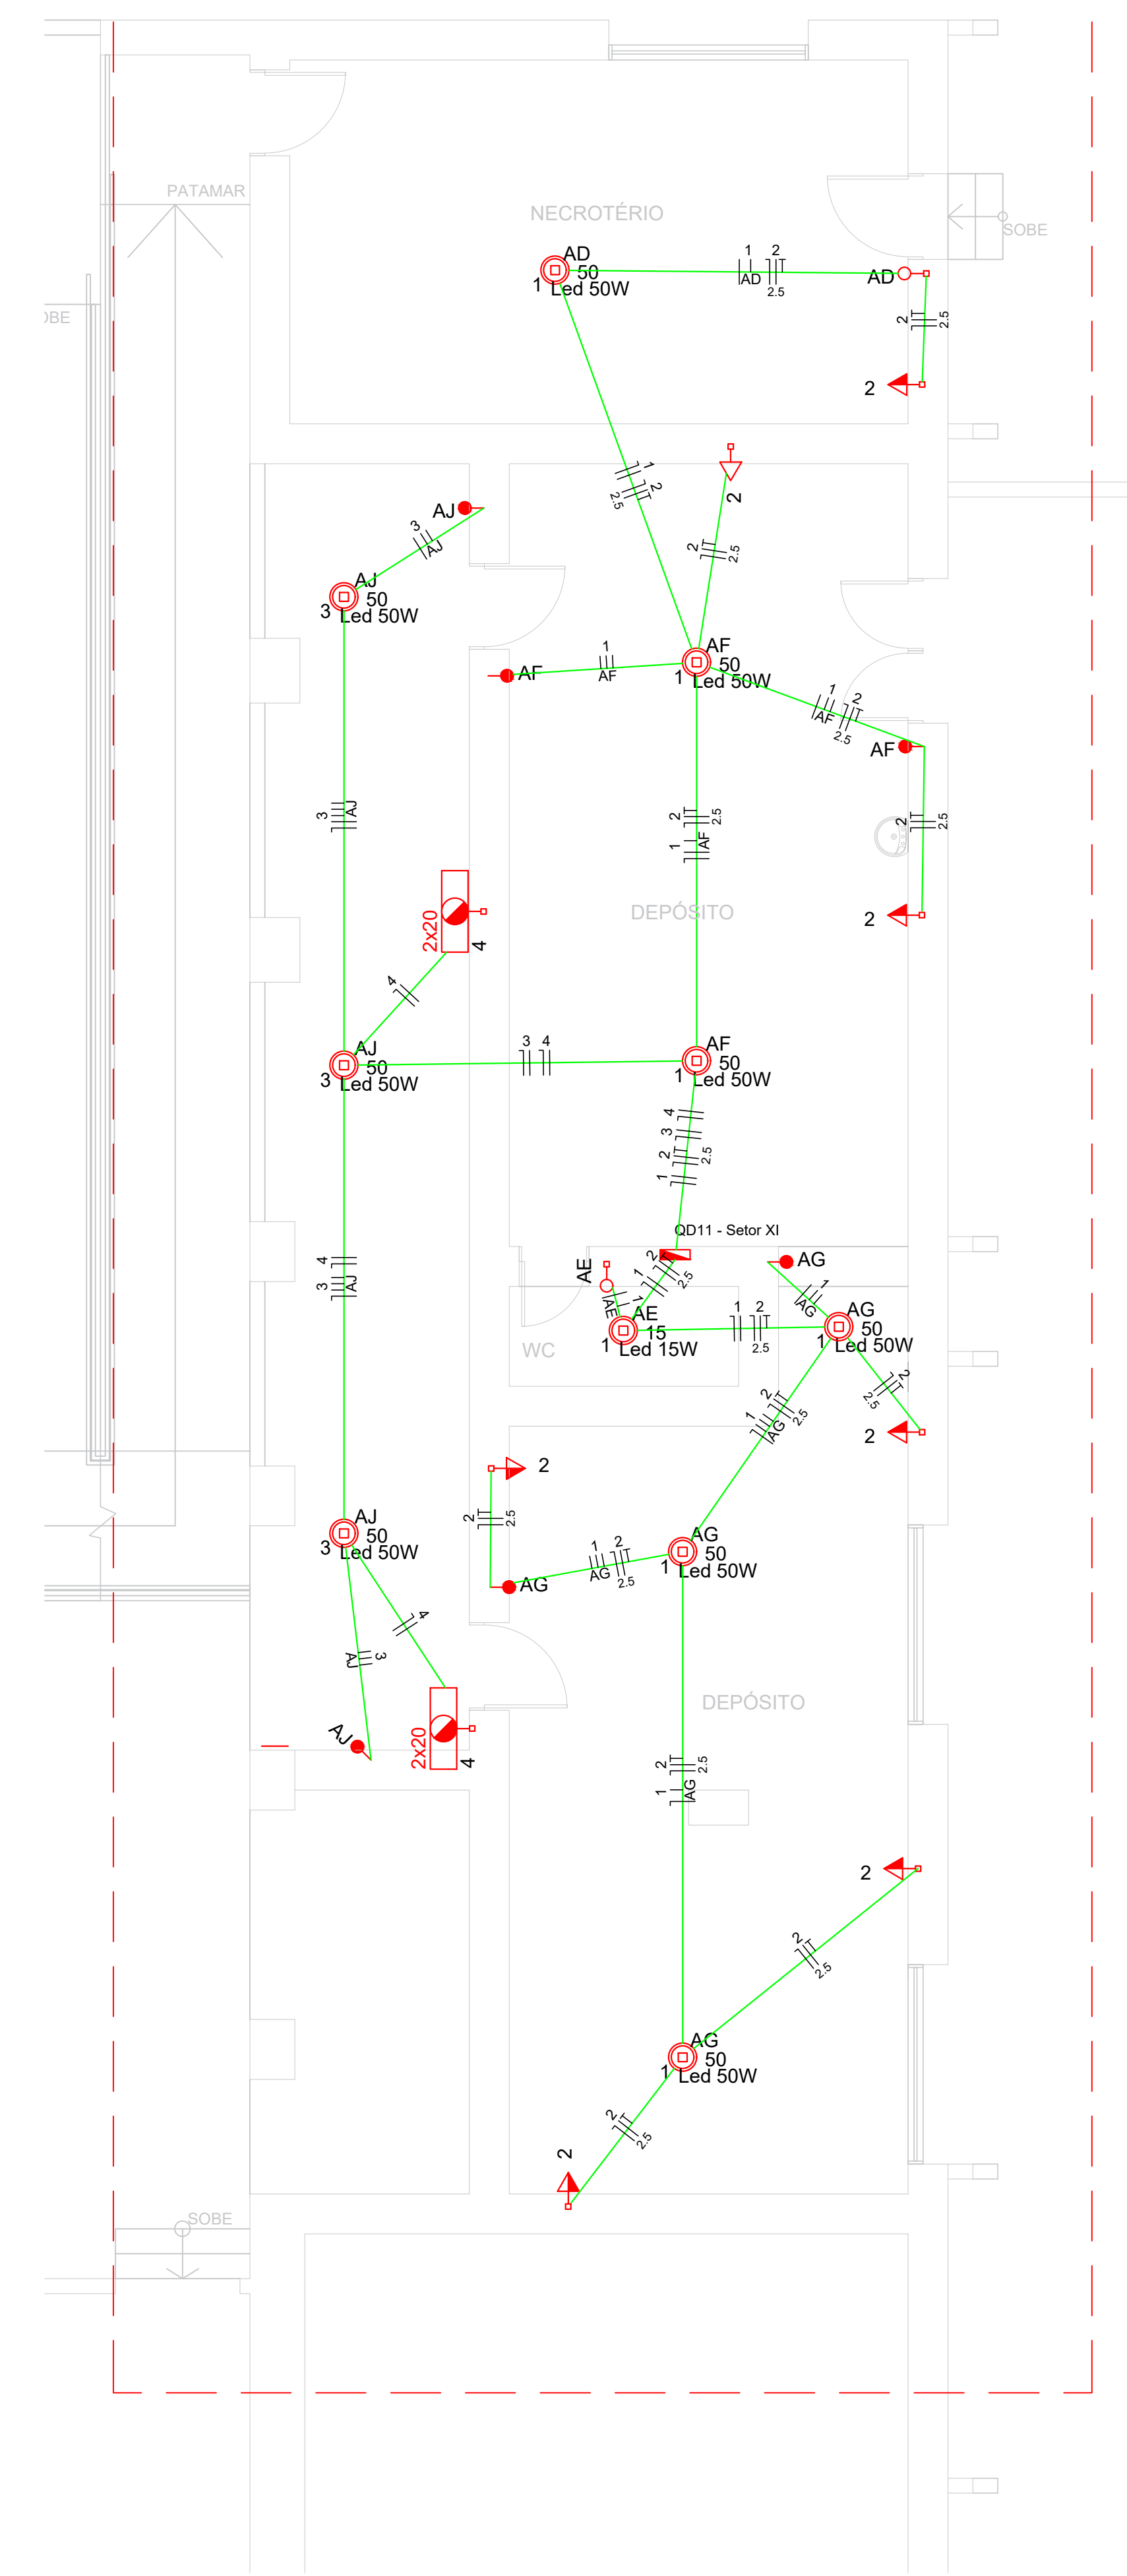 PATAMAR
NECROTÉRIO
SOBE
AD
50
1 Led 50W
1 2
AD
2.5
AD
2
2.5
2
OBE
1
2
2.5
2
2
2.5
AJ
3
AJ
AJ
50
3 Led 50W
AF
50
1 Led 50W
1
AF
AF
1
2
AF
2.5
AF
3
AJ
2
2.5
1
AF
2
2.5
2x20
4
DEPÓSITO
2
4
AJ
50
3 Led 50W
3 4
AF
50
1 Led 50W
4
3
2
2.5
1
QD11 - Setor XI
AE
1
2
2.5
AG
1
AG
1
AE
AE
15
1 Led 15W
WC
1 2
2.5
AG
50
1 Led 50W
4
3
AJ
2
2.5
2
1
2
AG
2.5
2
2
2.5
AJ
50
3 Led 50W
1 2
AG
2.5
AG
AG
50
1 Led 50W
4
3
AJ
AJ
2x20
4
DEPÓSITO
2
2.5
1
AG
2
2
2.5
AG
50
1 Led 50W
2
2.5
2
SOBE